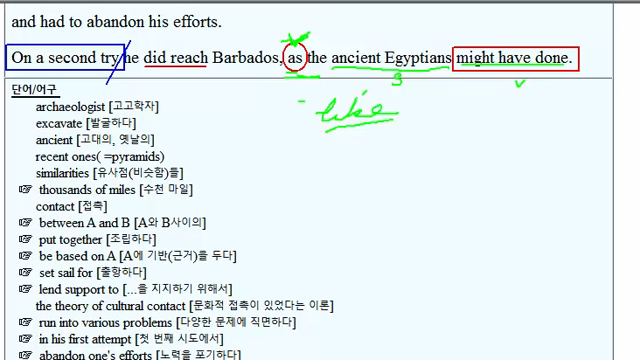 and had to abandon his efforts.
On a second try he did reach Barbados, as the ancient Egyptians might have done.
S
V
like
단어/어구
archaeologist [고고학자]
excavate [발굴하다]
ancient [고대의, 옛날의]
recent ones( =pyramids)
similarities [유사점(비슷함)들]
☞ thousands of miles [수천 마일]
contact [접촉]
☞ between A and B [A와 B사이의]
☞ put together [조립하다]
☞ be based on A [A에 기반(근거)을 두다]
☞ set sail for [출항하다]
☞ lend support to [...을 지지하기 위해서]
the theory of cultural contact [문화적 접촉이 있었다는 이론]
☞ run into various problems [다양한 문제에 직면하다]
☞ in his first attempt [첫 번째 시도에서]
☞ abandon one's efforts [노력을 포기하다]